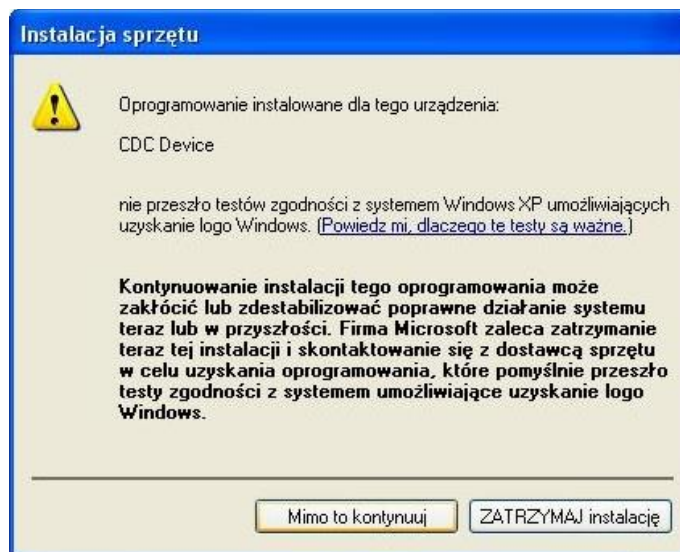 Instalacja sprzętu
Oprogramowanie instalowane dla tego urządzenia:
CDC Device
nie przeszło testów zgodności z systemem Windows XP umożliwiających
uzyskanie logo Windows. (Powiedz mi, dlaczego te testy są ważne.)
Kontynuowanie instalacji tego oprogramowania może
zakłócić lub zdestabilizować poprawne działanie systemu
teraz lub w przyszłości. Firma Microsoft zaleca zatrzymanie
teraz tej instalacji i skontaktowanie się z dostawcą sprzętu
w celu uzyskania oprogramowania, które pomyślnie przeszło
testy zgodności z systemem umożliwiające uzyskanie logo
Windows.
Mimo to kontynuuj ZATRZYMAJ instalację